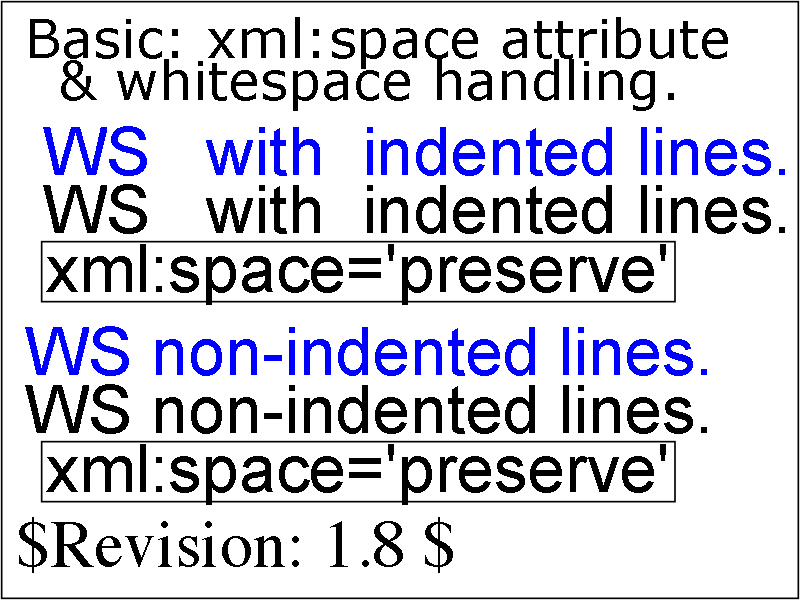 Basic: xml:space attribute
& whitespace handling.
WS   with  indented lines.
WS   with  indented lines.
xml:space='preserve'
WS non-indented lines.
WS non-indented lines.
xml:space='preserve'
$Revision: 1.8 $